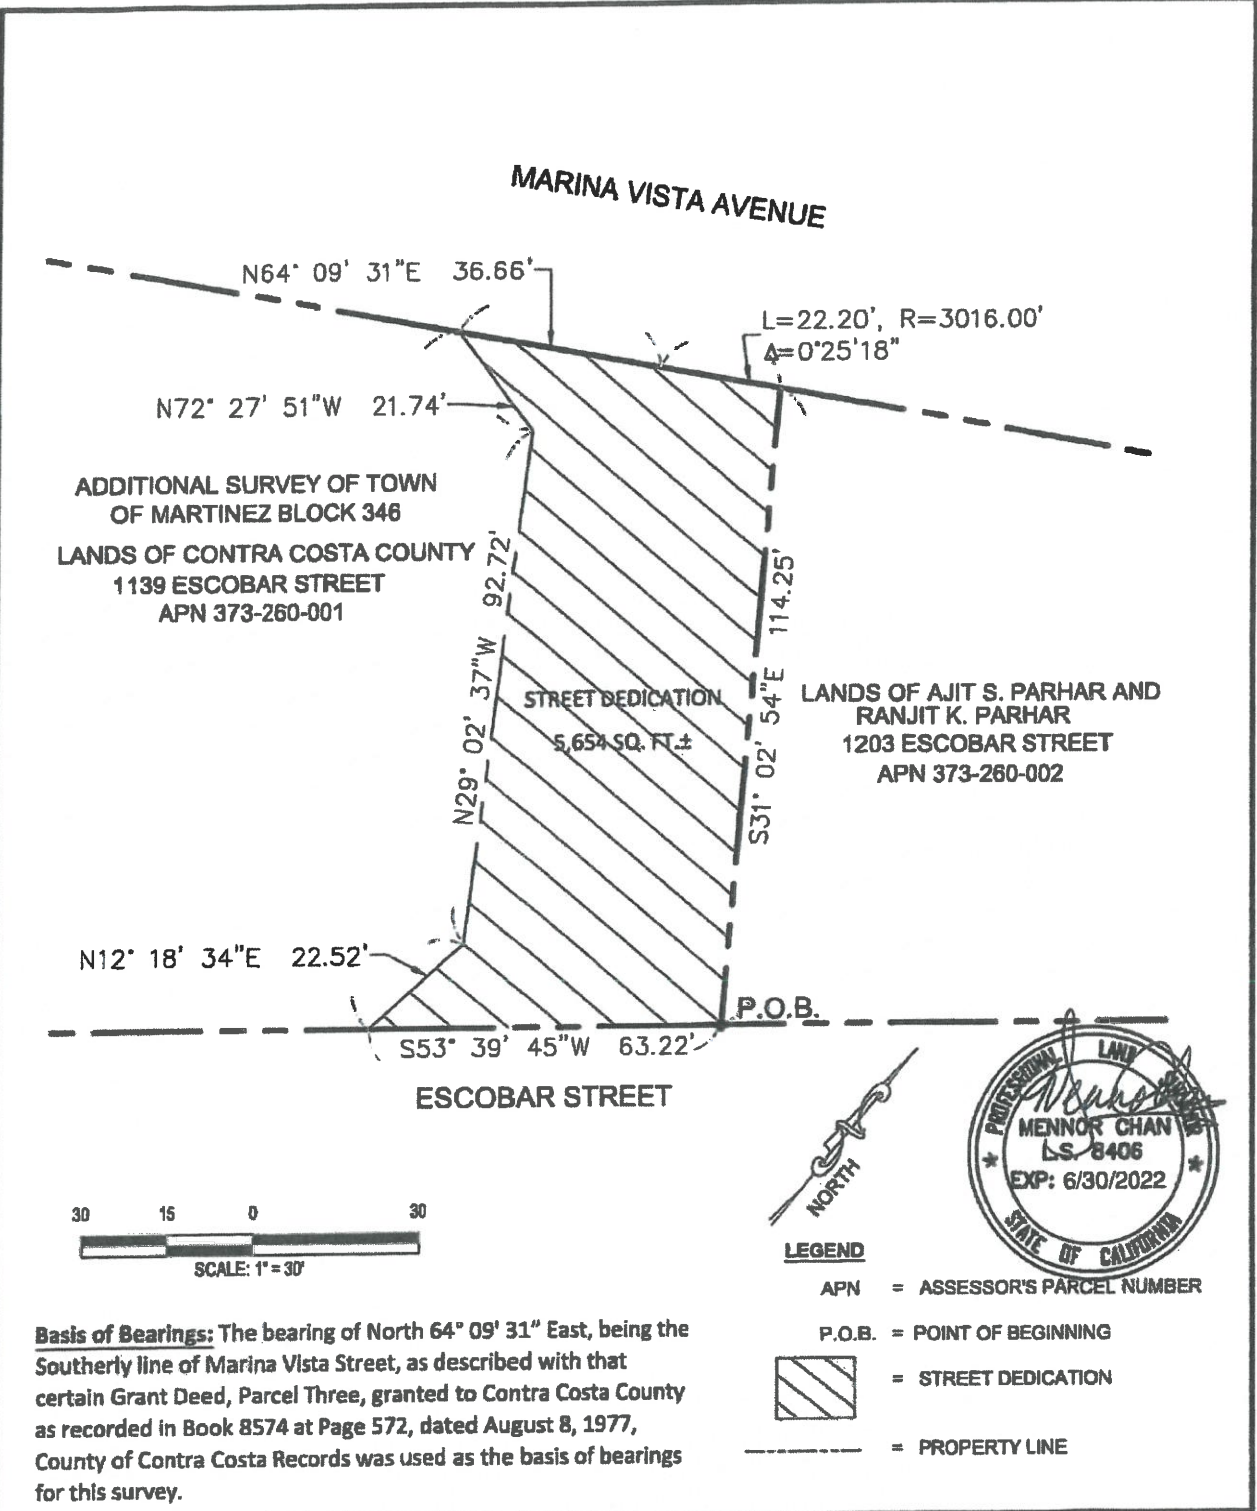 MARINA VISTA AVENUE
N64° 09' 31"E 36.66'
L=22.20', R=3016.00'
Δ=0°25'18"
N72° 27' 51"W 21.74'
ADDITIONAL SURVEY OF TOWN
OF MARTINEZ BLOCK 346
LANDS OF CONTRA COSTA COUNTY
1139 ESCOBAR STREET
APN 373-260-001
N29° 02' 37"W 92.72'
STREET DEDICATION
5,654 SQ. FT.±
S31° 02' 54"E 114.25'
LANDS OF AJIT S. PARHAR AND
RANJIT K. PARHAR
1203 ESCOBAR STREET
APN 373-260-002
N12° 18' 34"E 22.52'
P.O.B.
S53° 39' 45"W 63.22'
ESCOBAR STREET
NORTH
PROFESSIONAL LAND
MENNOR CHAN
L.S. 8406
EXP: 6/30/2022
STATE OF CALIFORNIA
30 15 0 30
SCALE: 1"=30'
LEGEND
APN = ASSESSOR'S PARCEL NUMBER
P.O.B. = POINT OF BEGINNING
= STREET DEDICATION
= PROPERTY LINE
Basis of Bearings: The bearing of North 64° 09' 31" East, being the
Southerly line of Marina Vista Street, as described with that
certain Grant Deed, Parcel Three, granted to Contra Costa County
as recorded in Book 8574 at Page 572, dated August 8, 1977,
County of Contra Costa Records was used as the basis of bearings
for this survey.